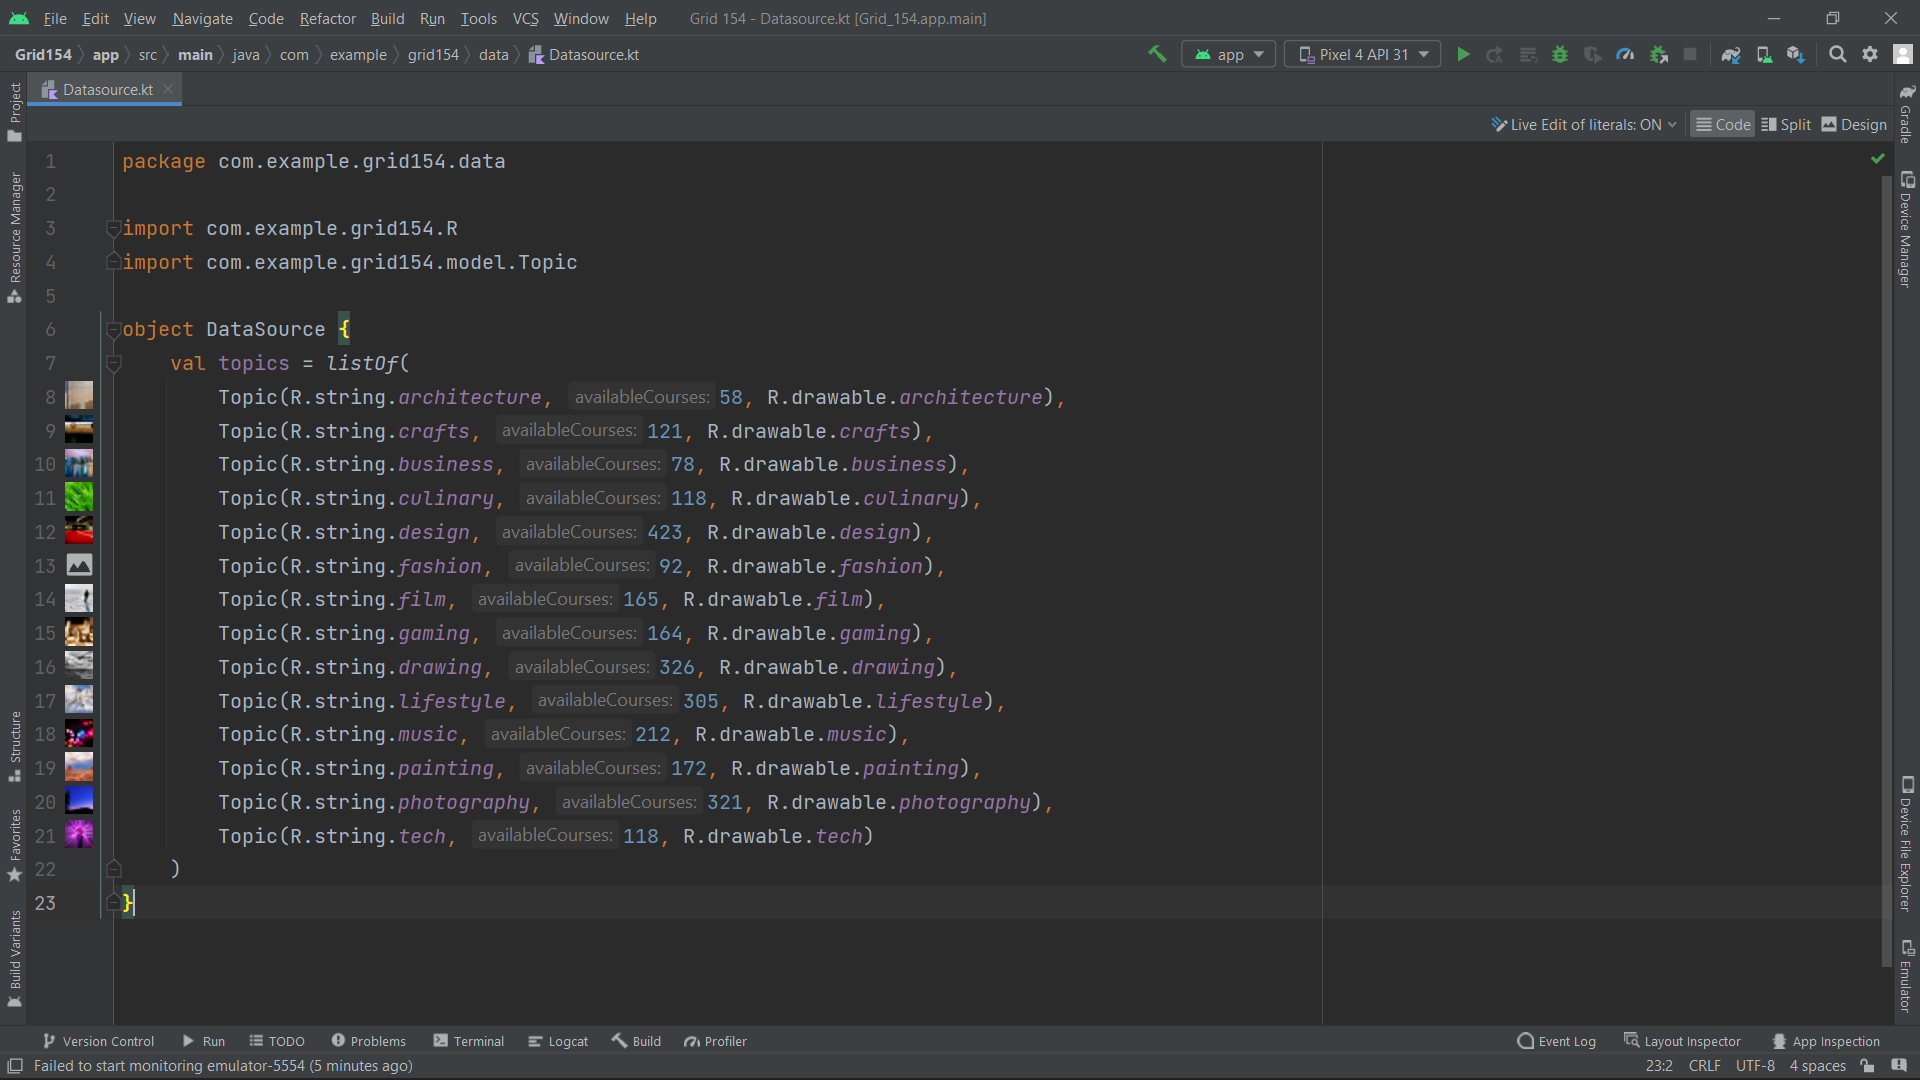 File Edit View Navigate Code Refactor Build Run Tools VCS Window Help Grid 154 - Datasource.kt [Grid_154.app.main]
Grid154 app src main java com example grid154 data Datasource.kt app Pixel 4 API 31
Datasource.kt
Live Edit of literals: ON Code Split Design
1 package com.example.grid154.data
2
3 import com.example.grid154.R
4 import com.example.grid154.model.Topic
5
6 object DataSource {
7 val topics = listOf(
8 Topic(R.string.architecture, availableCourses: 58, R.drawable.architecture),
9 Topic(R.string.crafts, availableCourses: 121, R.drawable.crafts),
10 Topic(R.string.business, availableCourses: 78, R.drawable.business),
11 Topic(R.string.culinary, availableCourses: 118, R.drawable.culinary),
12 Topic(R.string.design, availableCourses: 423, R.drawable.design),
13 Topic(R.string.fashion, availableCourses: 92, R.drawable.fashion),
14 Topic(R.string.film, availableCourses: 165, R.drawable.film),
15 Topic(R.string.gaming, availableCourses: 164, R.drawable.gaming),
16 Topic(R.string.drawing, availableCourses: 326, R.drawable.drawing),
17 Topic(R.string.lifestyle, availableCourses: 305, R.drawable.lifestyle),
18 Topic(R.string.music, availableCourses: 212, R.drawable.music),
19 Topic(R.string.painting, availableCourses: 172, R.drawable.painting),
20 Topic(R.string.photography, availableCourses: 321, R.drawable.photography),
21 Topic(R.string.tech, availableCourses: 118, R.drawable.tech)
22 )
23 }
Project
Resource Manager
Structure
Favorites
Build Variants
Gradle
Device Manager
Device File Explorer
Emulator
Version Control Run TODO Problems Terminal Logcat Build Profiler Event Log Layout Inspector App Inspection
Failed to start monitoring emulator-5554 (5 minutes ago) 23:2 CRLF UTF-8 4 spaces